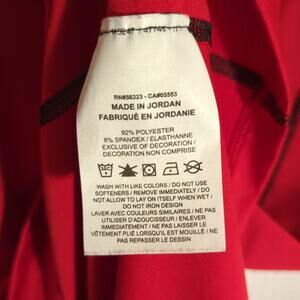 RN#56323 - CA#05553
MADE IN JORDAN
FABRIQUÉ EN JORDANIE
92% POLYESTER
8% SPANDEX / ELASTHANNE
EXCLUSIVE OF DECORATION /
DECORATION NON COMPRISE
WASH WITH LIKE COLORS / DO NOT USE
SOFTENERS / REMOVE IMMEDIATELY / DO
NOT ALLOW TO LAY ON ITSELF WHEN WET /
DO NOT IRON DESIGN
LAVER AVEC COULEURS SIMILAIRES / NE PAS
UTILISER D'ADOUCISSEUR / ENLEVER
IMMEDIATEMENT / NE PAS LAISSER LE
VÊTEMENT PLIÉ LORSQU'IL EST MOUILLÉ / NE
PAS REPASSER LE DESSIN